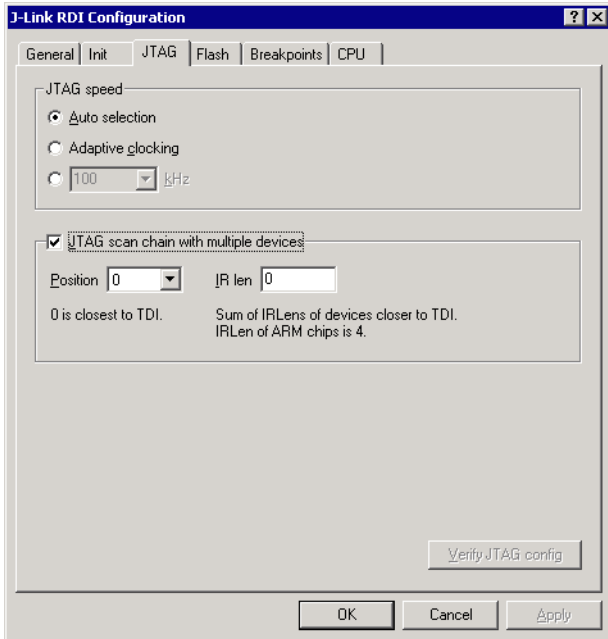 J-Link RDI Configuration
General Init JTAG Flash Breakpoints CPU
JTAG speed
Auto selection
Adaptive clocking
100 kHz
JTAG scan chain with multiple devices
Position 0 IR len 0
0 is closest to TDI. Sum of IRLens of devices closer to TDI.
IRLen of ARM chips is 4.
Verify JTAG config
OK Cancel Apply